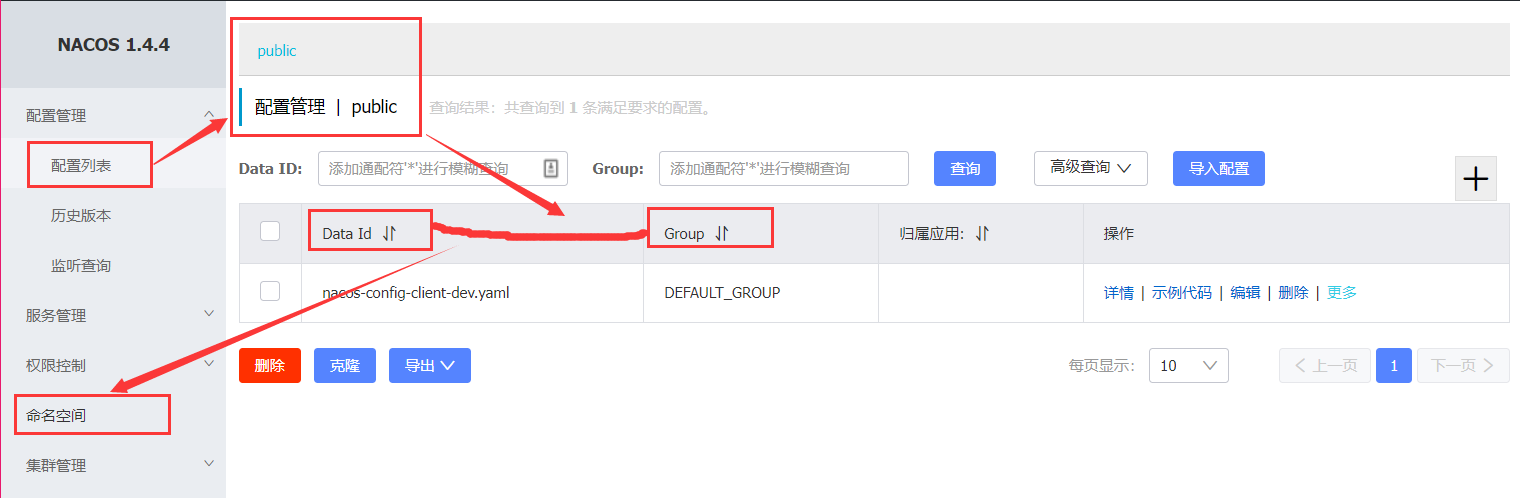 NACOS 1.4.4
配置管理
配置列表
历史版本
监听查询
服务管理
权限控制
命名空间
集群管理
public
配置管理 | public 查询结果：共查询到 1 条满足要求的配置。
Data ID: 添加通配符'*'进行模糊查询 Group: 添加通配符'*'进行模糊查询 查询 高级查询 导入配置 +
Data Id Group 归属应用: 操作
nacos-config-client-dev.yaml DEFAULT_GROUP 详情 | 示例代码 | 编辑 | 删除 | 更多
删除 克隆 导出 每页显示: 10 上一页 1 下一页